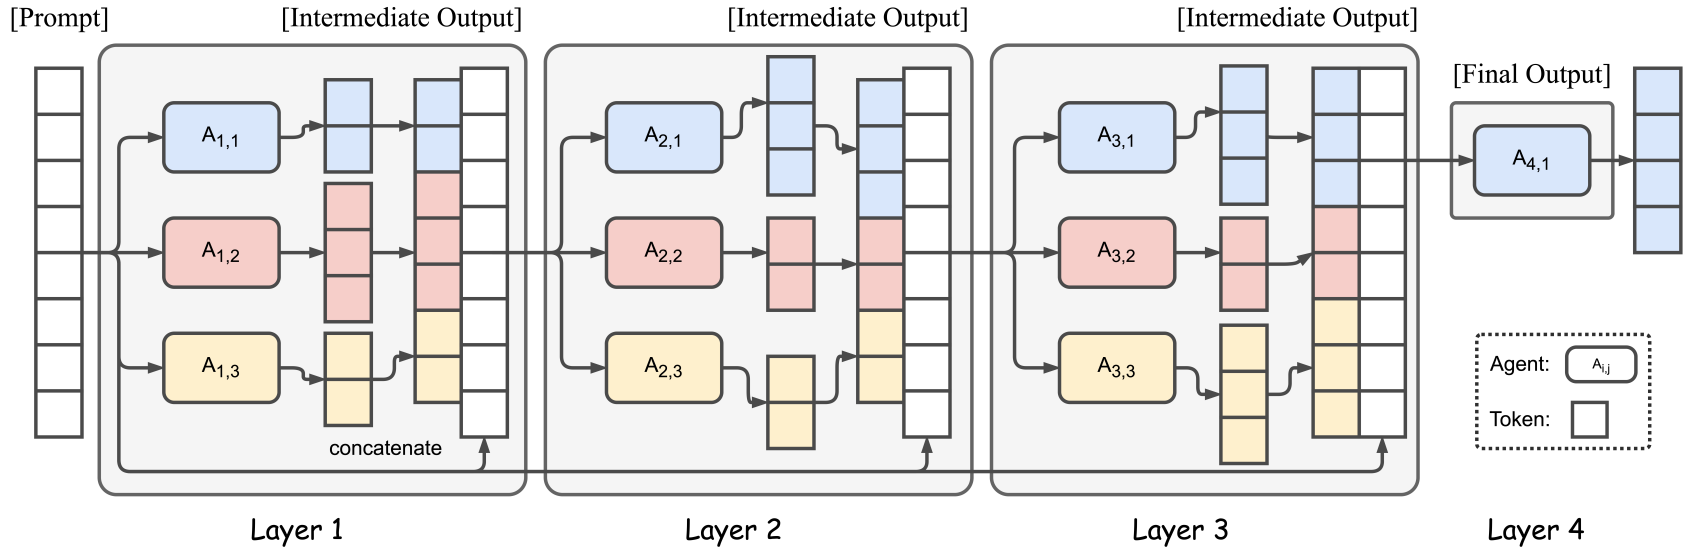 [Prompt]
[Intermediate Output]
[Intermediate Output]
[Intermediate Output]
[Final Output]
A1,1
A1,2
A1,3
concatenate
A2,1
A2,2
A2,3
A3,1
A3,2
A3,3
A4,1
Agent: Ai,j
Token:
Layer 1
Layer 2
Layer 3
Layer 4